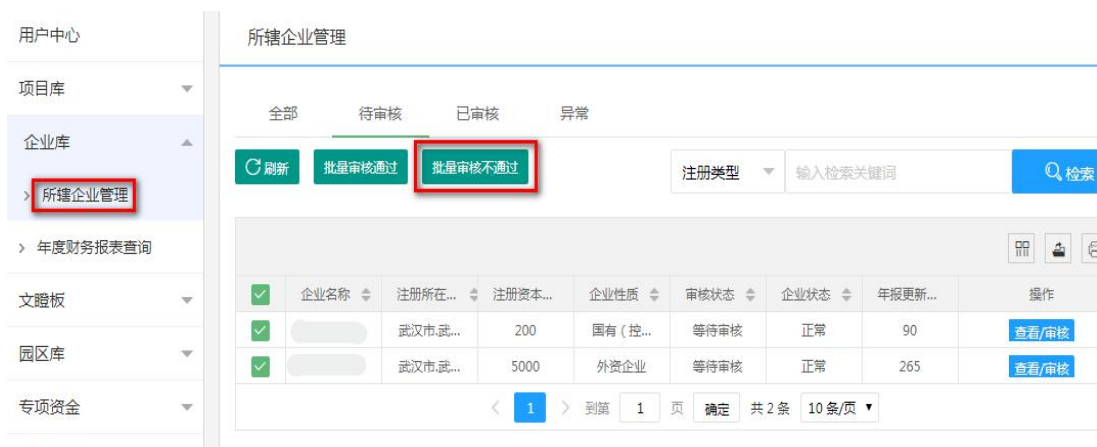 用户中心
项目库
企业库
所辖企业管理
年度财务报表查询
文瞪板
园区库
专项资金
所辖企业管理
全部 待审核 已审核 异常
刷新 批量审核通过 批量审核不通过 注册类型 输入检索关键词 检索
企业名称 注册所在... 注册资本... 企业性质 审核状态 企业状态 年报更新... 操作
武汉市.武... 200 国有（控... 等待审核 正常 90 查看/审核
武汉市.武... 5000 外资企业 等待审核 正常 265 查看/审核
1 到第 1 页 确定 共 2 条 10 条/页